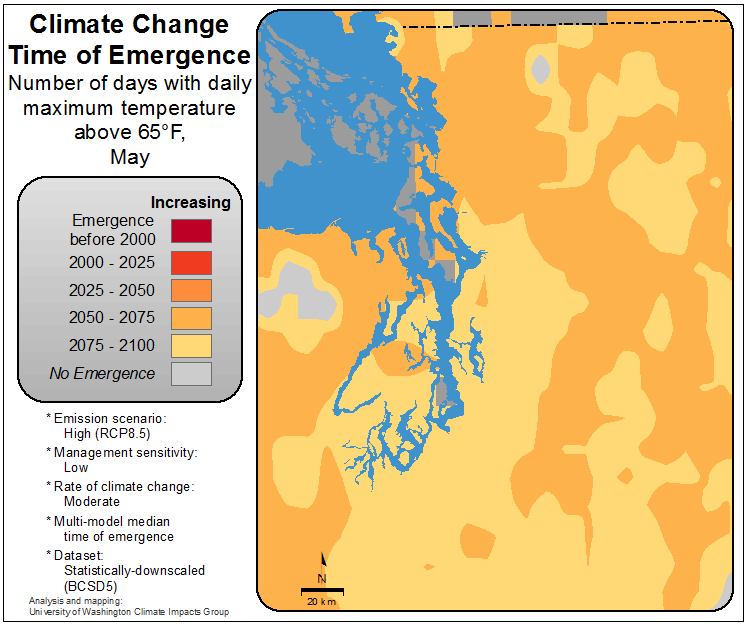 Climate Change
Time of Emergence
Number of days with daily
maximum temperature
above 65°F,
May
Increasing
Emergence
before 2000
2000 - 2025
2025 - 2050
2050 - 2075
2075 - 2100
No Emergence
* Emission scenario:
High (RCP8.5)
* Management sensitivity:
Low
* Rate of climate change:
Moderate
* Multi-model median
time of emergence
* Dataset:
Statistically-downscaled
(BCSD5)
Analysis and mapping:
University of Washington Climate Impacts Group
N
20 km